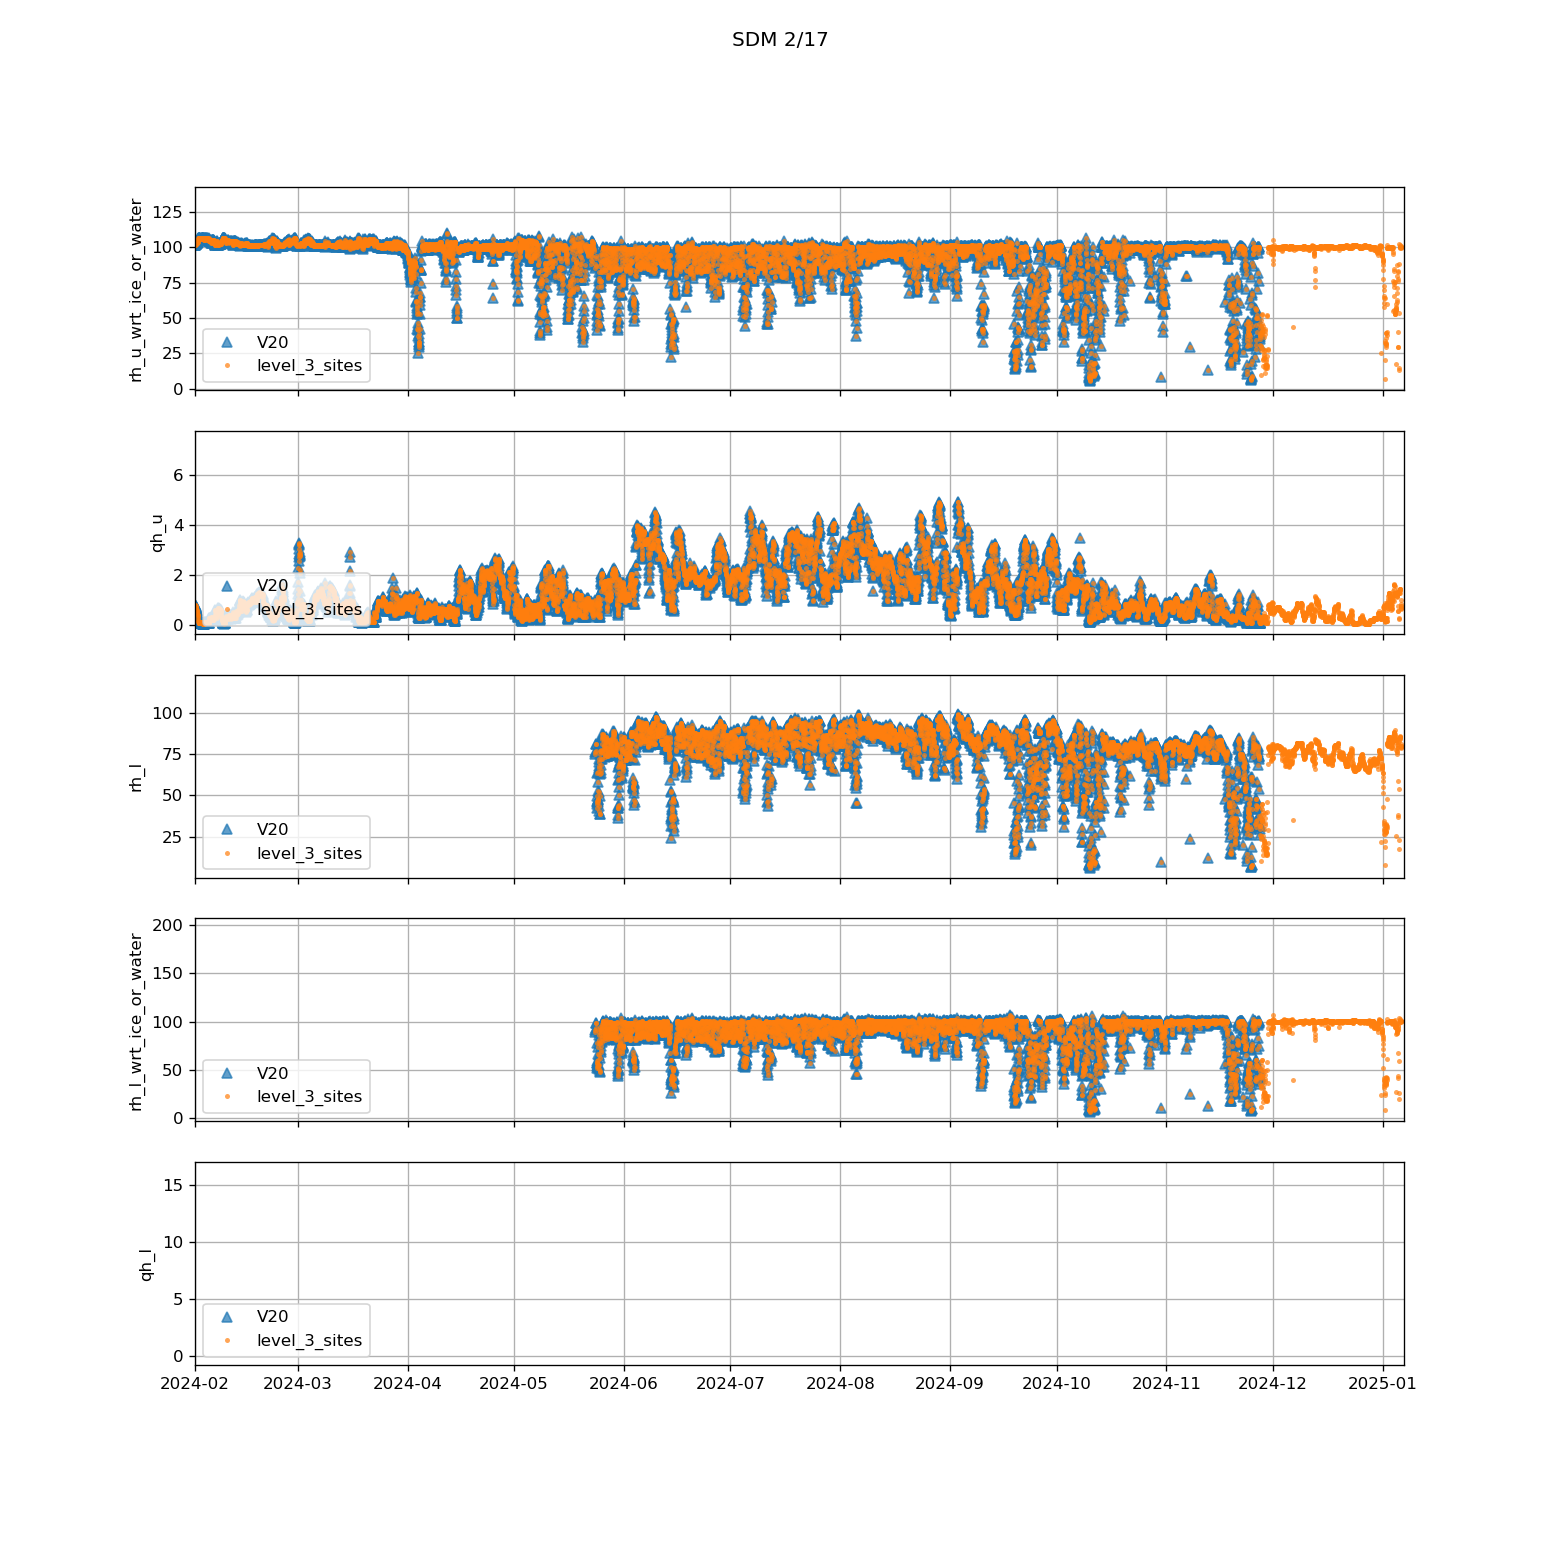 SDM 2/17
rh_u_wrt_ice_or_water
125
100
75
50
25
0
V20
level_3_sites
qh_u
6
4
2
0
V20
level_3_sites
rh_l
100
75
50
25
V20
level_3_sites
rh_l_wrt_ice_or_water
200
150
100
50
0
V20
level_3_sites
qh_l
15
10
5
0
V20
level_3_sites
2024-02 2024-03 2024-04 2024-05 2024-06 2024-07 2024-08 2024-09 2024-10 2024-11 2024-12 2025-01